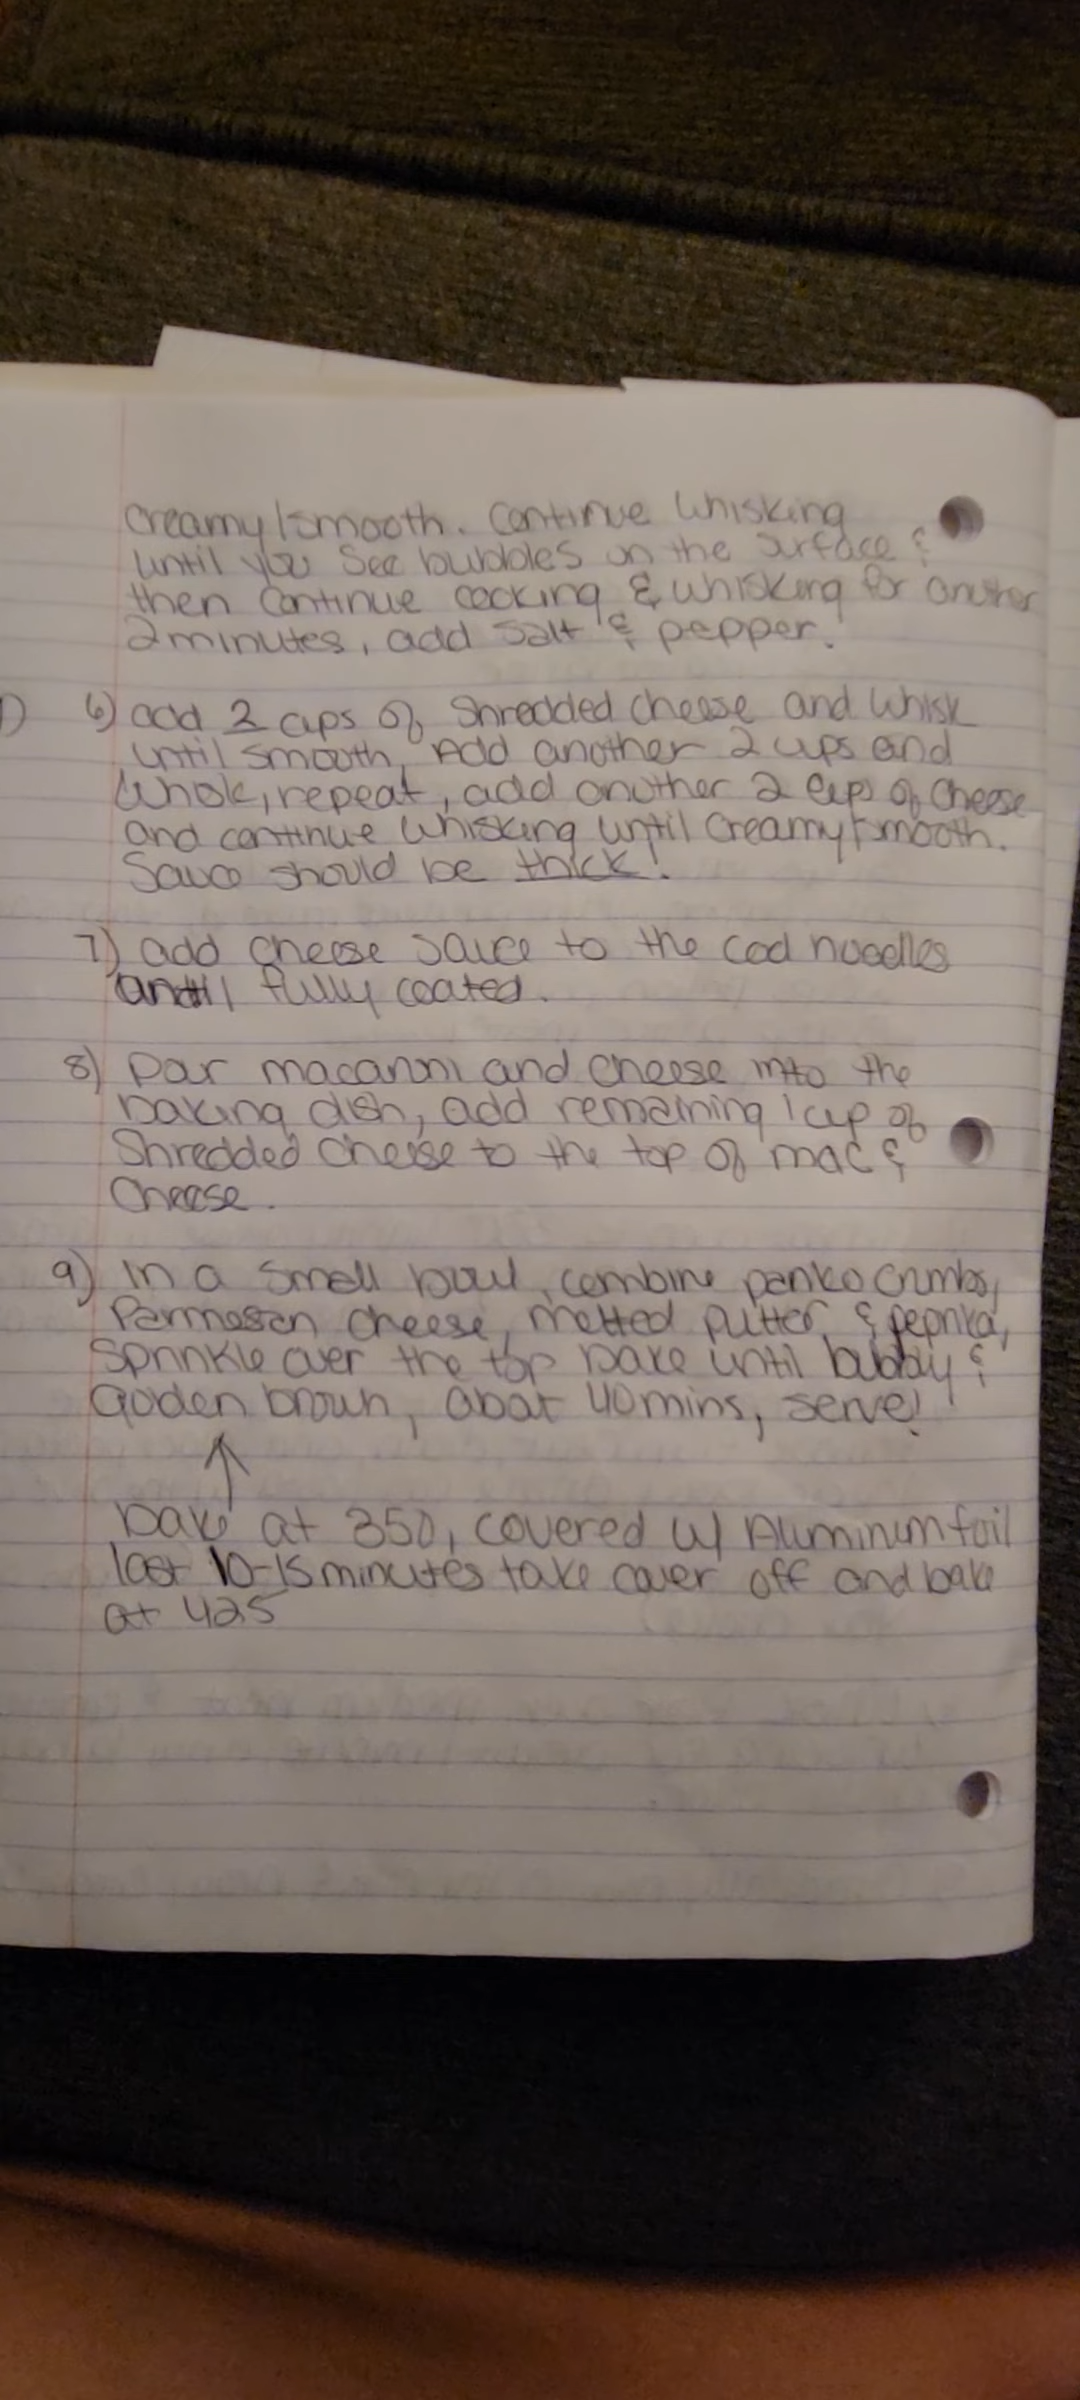 creamy/smooth. Continue whisking
until you see bubbles on the surface &
then continue cooking & whisking for another
2 minutes, add salt & pepper.
6) add 2 cups of shredded cheese and whisk
until smooth, Add another 2 cups and
whisk, repeat, add another 2 cups of cheese
and continue whisking until creamy/smooth.
Sauce should be thick!
7) add cheese sauce to the cod noodles
until fully coated.
8) Pour macaroni and cheese into the
baking dish, add remaining 1 cup of
Shredded cheese to the top of mac &
Cheese.
9) In a small bowl, combine panko crumbs,
Parmesan cheese, melted butter, & peprika,
Sprinkle over the top bake until bubbly &
Goden brown, about 40 mins, serve!
↑
bake at 350, covered w/ Aluminum foil
last 10-15 minutes take cover off and bake
at 425